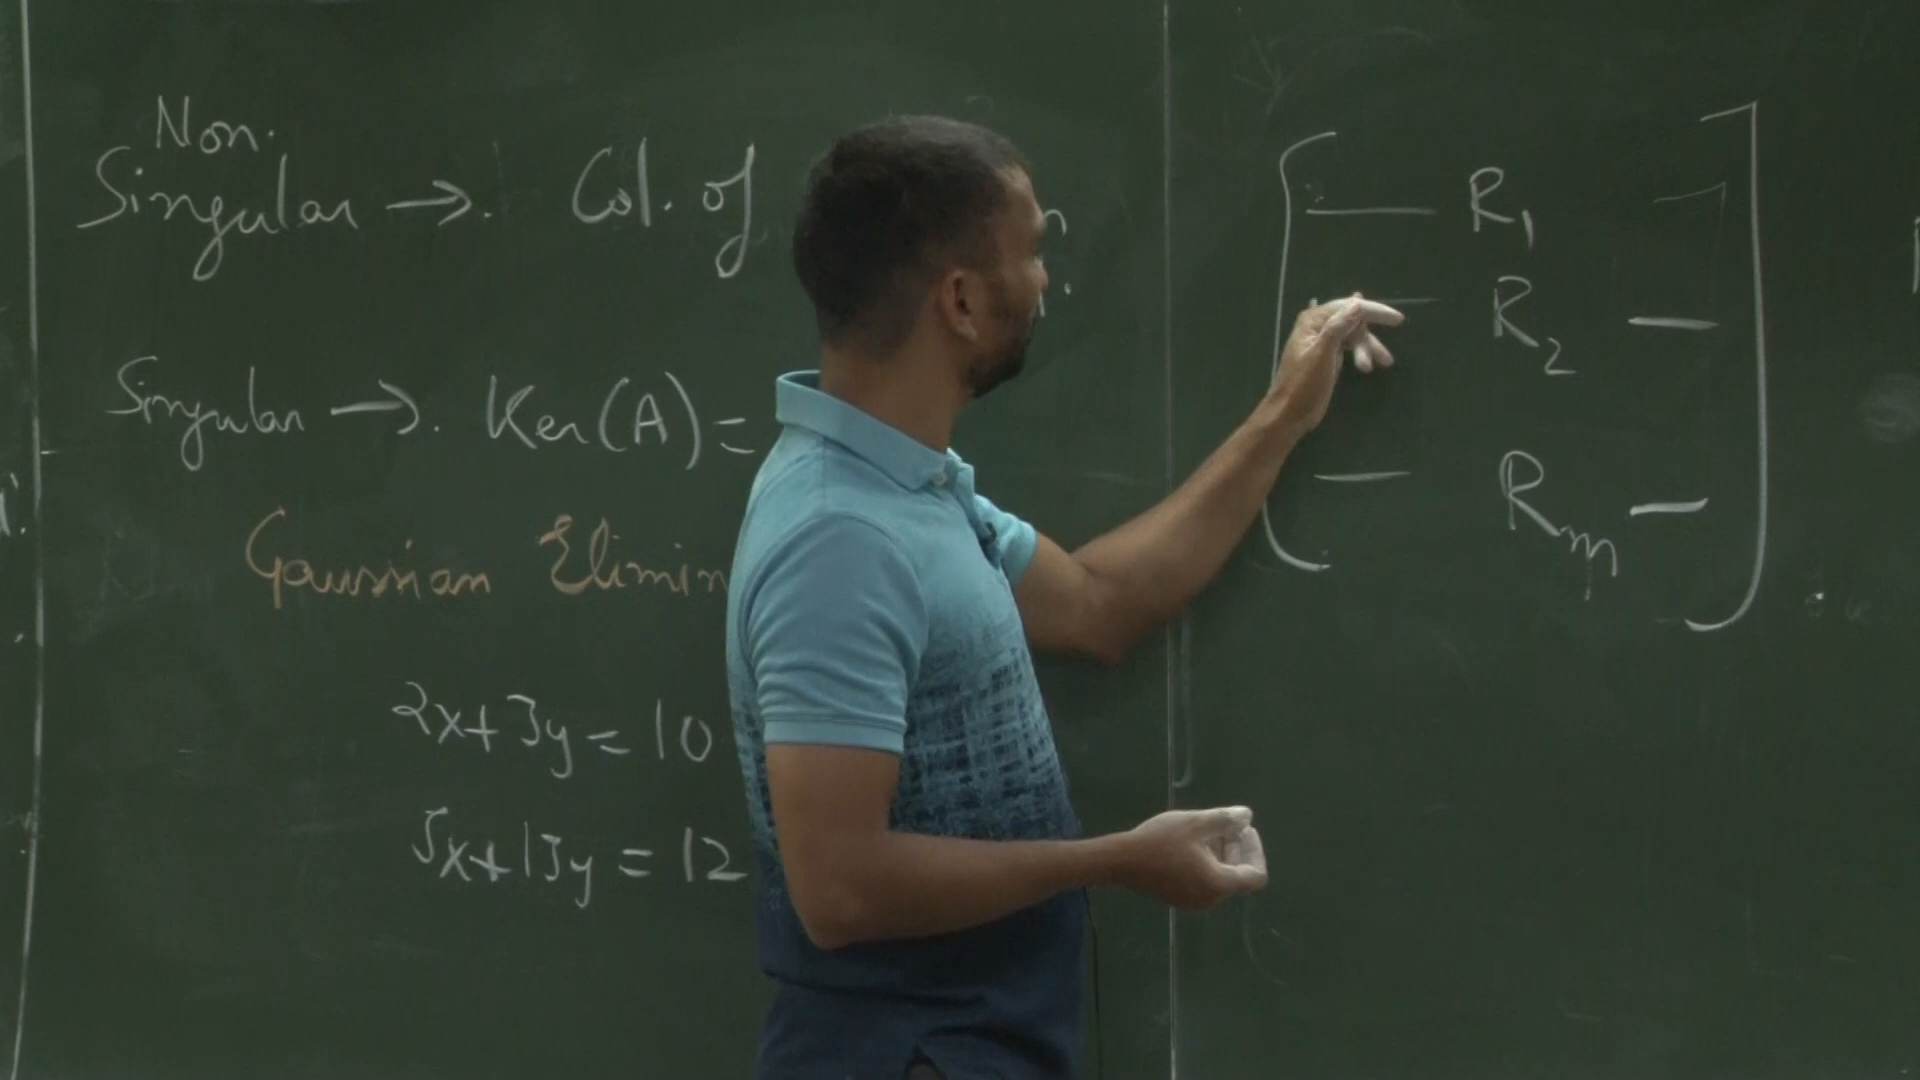 Non.
Singular →. Col. of
Singular →. Ker(A) =
Gaussian Elimin
2x + 3y = 10
5x + 13y = 12
— R₁ —
— R₂ —
— Rₘ —